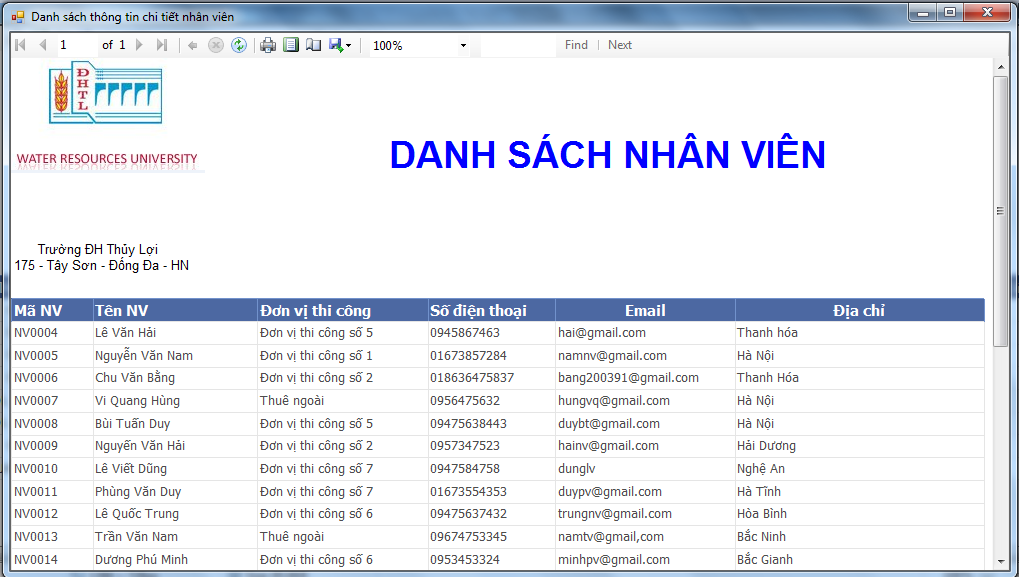 Danh sách thông tin chi tiết nhân viên
1 of 1 100% Find Next
ĐHTL
WATER RESOURCES UNIVERSITY
DANH SÁCH NHÂN VIÊN
Trường ĐH Thủy Lợi
175 - Tây Sơn - Đống Đa - HN
Mã NV Tên NV Đơn vị thi công Số điện thoại Email Địa chỉ
NV0004 Lê Văn Hải Đơn vị thi công số 5 0945867463 hai@gmail.com Thanh hóa
NV0005 Nguyễn Văn Nam Đơn vị thi công số 1 01673857284 namnv@gmail.com Hà Nội
NV0006 Chu Văn Bằng Đơn vị thi công số 2 018636475837 bang200391@gmail.com Thanh Hóa
NV0007 Vi Quang Hùng Thuê ngoài 0956475632 hungvq@gmail.com Hà Nội
NV0008 Bùi Tuấn Duy Đơn vị thi công số 5 09475638443 duybt@gmail.com Hà Nội
NV0009 Nguyến Văn Hải Đơn vị thi công số 2 0957347523 hainv@gmail.com Hải Dương
NV0010 Lê Viết Dũng Đơn vị thi công số 7 0947584758 dunglv Nghệ An
NV0011 Phùng Văn Duy Đơn vị thi công số 7 01673554353 duypv@gmail.com Hà Tĩnh
NV0012 Lê Quốc Trung Đơn vị thi công số 6 09475637432 trungnv@gmail.com Hòa Bình
NV0013 Trần Văn Nam Thuê ngoài 09674753345 namtv@gmail,com Bắc Ninh
NV0014 Dương Phú Minh Đơn vị thi công số 6 0953453324 minhpv@gmail.com Bắc Gianh